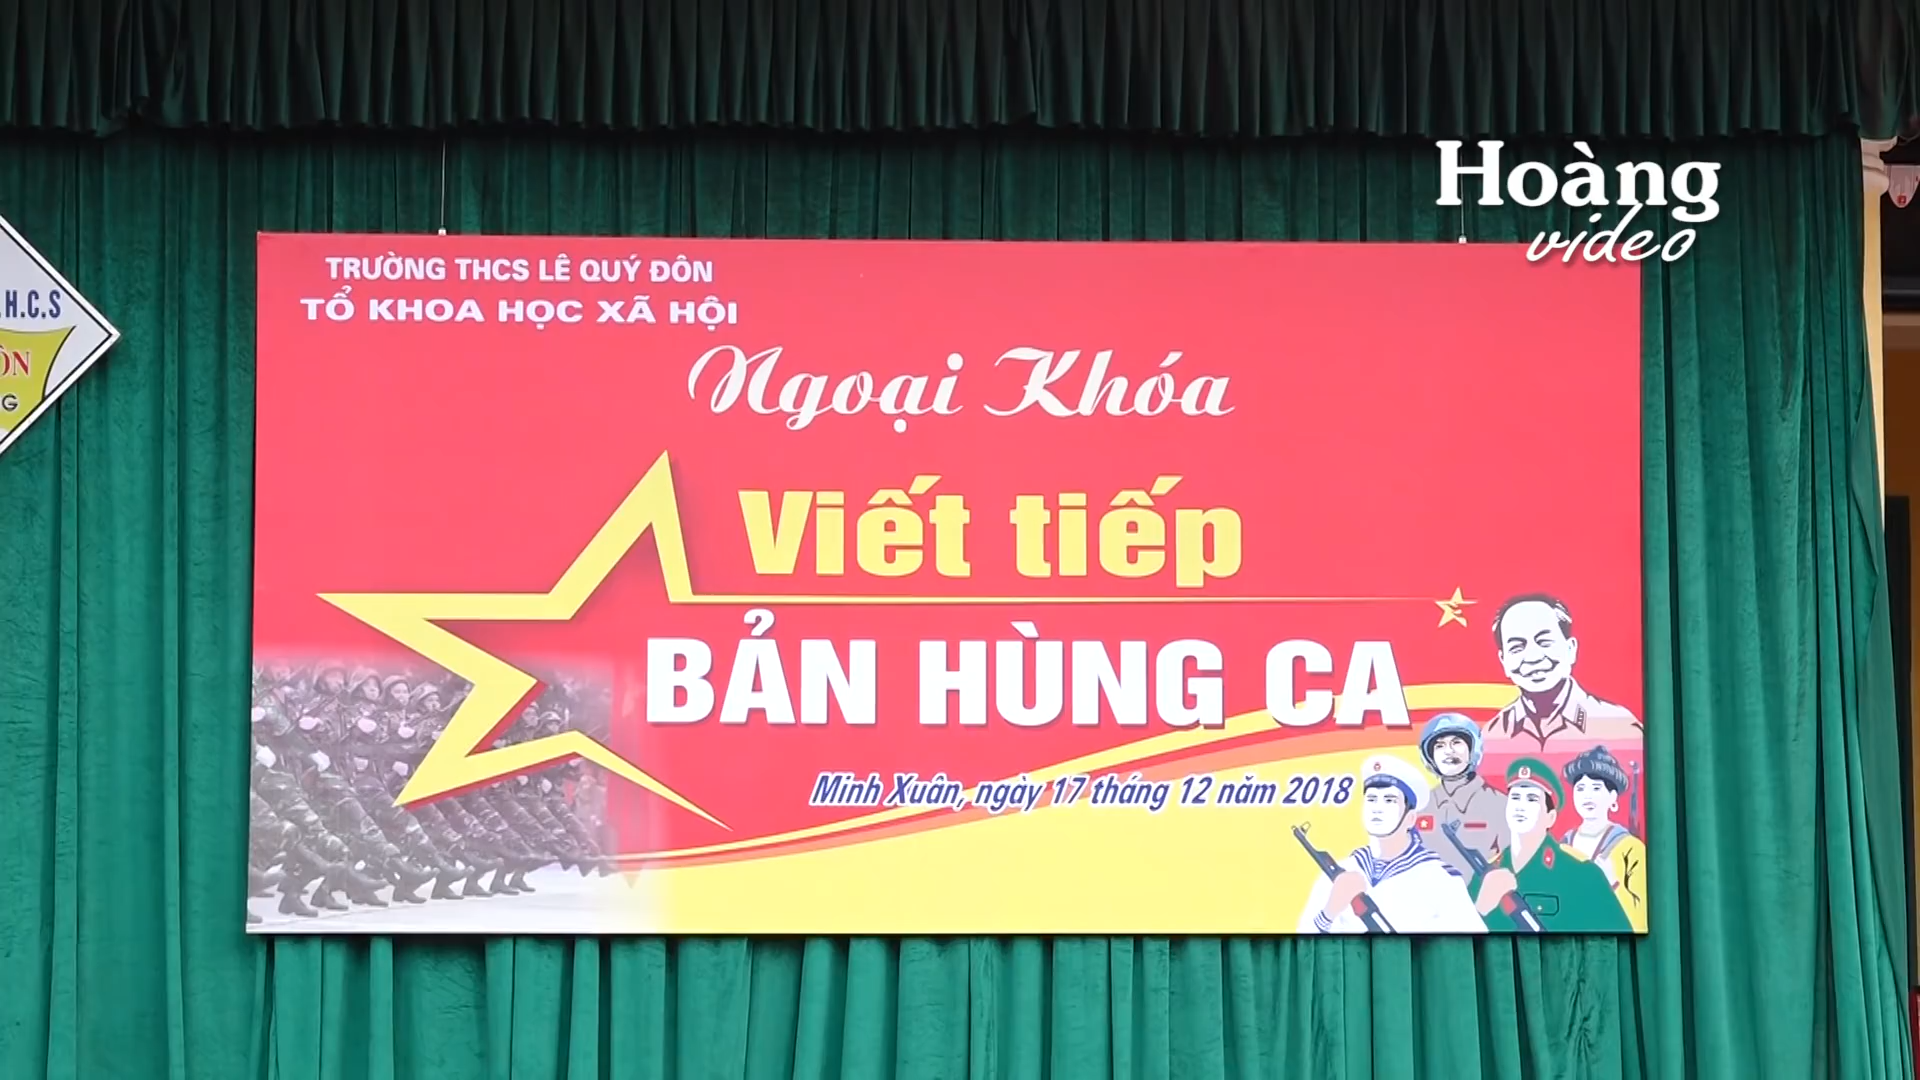 Hoàng
video
TRƯỜNG THCS LÊ QUÝ ĐÔN
TỔ KHOA HỌC XÃ HỘI
.H.C.S
ÔN
G
Ngoại Khóa
Viết tiếp
BẢN HÙNG CA
Minh Xuân, ngày 17 tháng 12 năm 2018